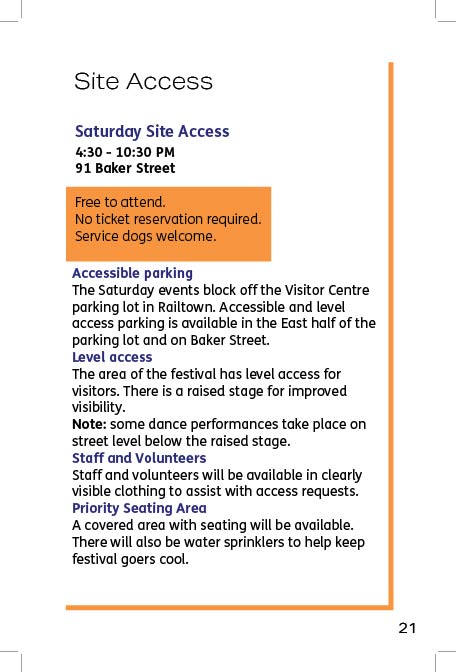 Site Access
Saturday Site Access
4:30 - 10:30 PM
91 Baker Street
Free to attend.
No ticket reservation required.
Service dogs welcome.
Accessible parking
The Saturday events block off the Visitor Centre
parking lot in Railtown. Accessible and level
access parking is available in the East half of the
parking lot and on Baker Street.
Level access
The area of the festival has level access for
visitors. There is a raised stage for improved
visibility.
Note: some dance performances take place on
street level below the raised stage.
Staff and Volunteers
Staff and volunteers will be available in clearly
visible clothing to assist with access requests.
Priority Seating Area
A covered area with seating will be available.
There will also be water sprinklers to help keep
festival goers cool.
21